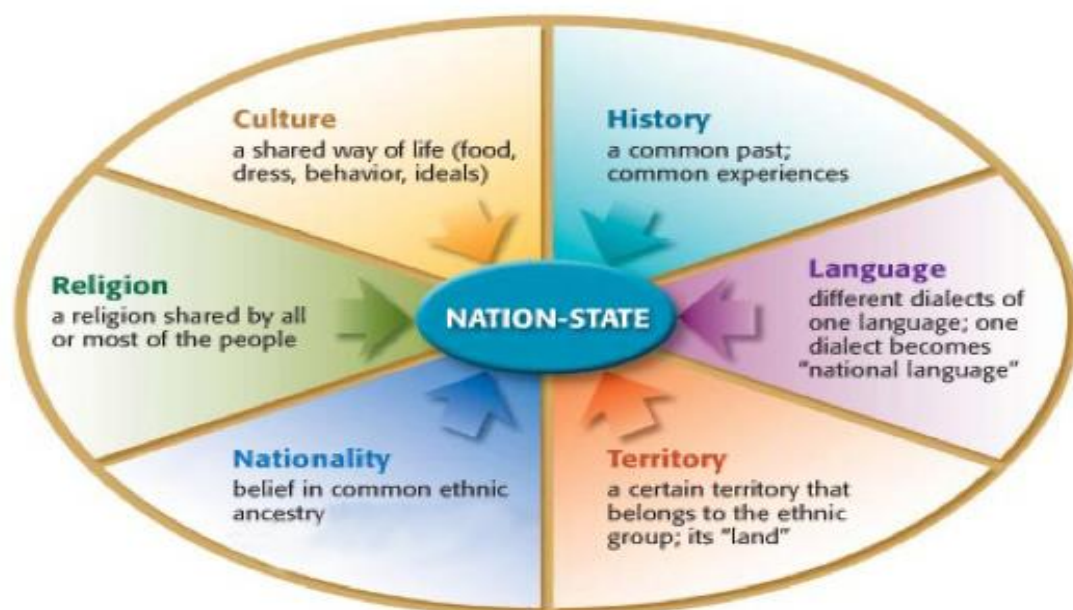 Culture
a shared way of life (food,
dress, behavior, ideals)
History
a common past;
common experiences
Religion
a religion shared by all
or most of the people
NATION-STATE
Language
different dialects of
one language; one
dialect becomes
“national language”
Nationality
belief in common ethnic
ancestry
Territory
a certain territory that
belongs to the ethnic
group; its “land”